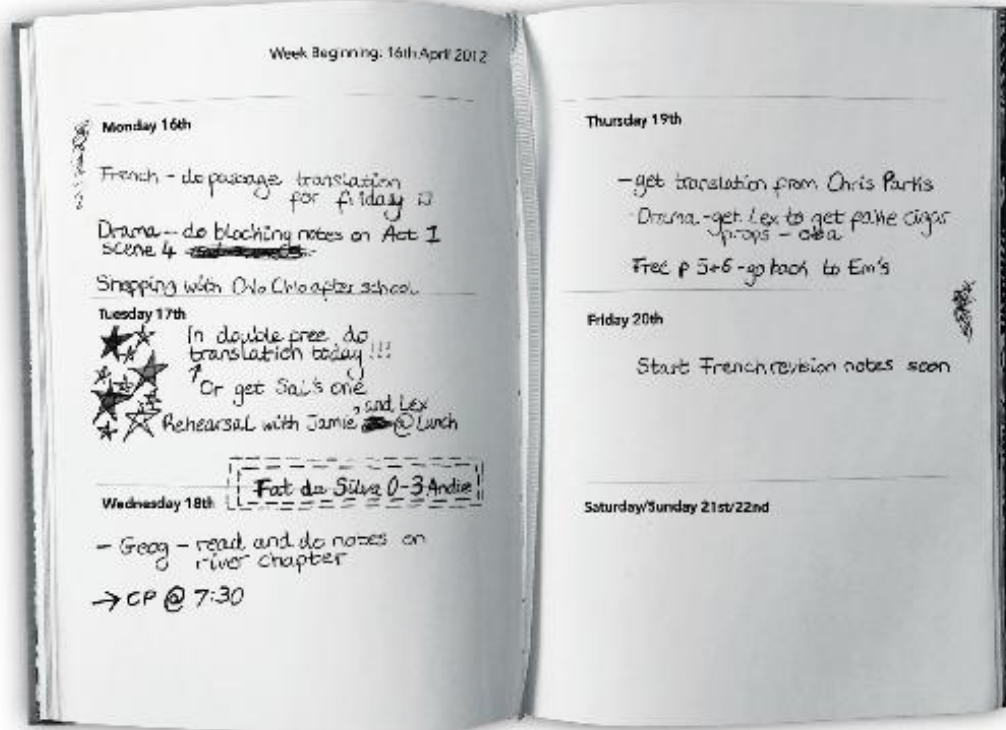 Week Beginning: 16th April 2012
Monday 16th
French - do passage translation
for friday
Drama - do blocking notes on Act 1
scene 4
Shopping with Clo Clo after school
Tuesday 17th
In double free do
translation today !!!
Or get Sai's one
Rehearsal with Jamie, and Lex @ Lunch
Fat da Silva 0-3 Andie
Wednesday 18th
- Geog - read and do notes on
river chapter
→ CP @ 7:30
Thursday 19th
- get translation from Chris Parkis
Drama - get Lex to get fake cigar
props -
Free p 5+6 - go back to Em's
Friday 20th
Start French revision notes soon
Saturday/Sunday 21st/22nd